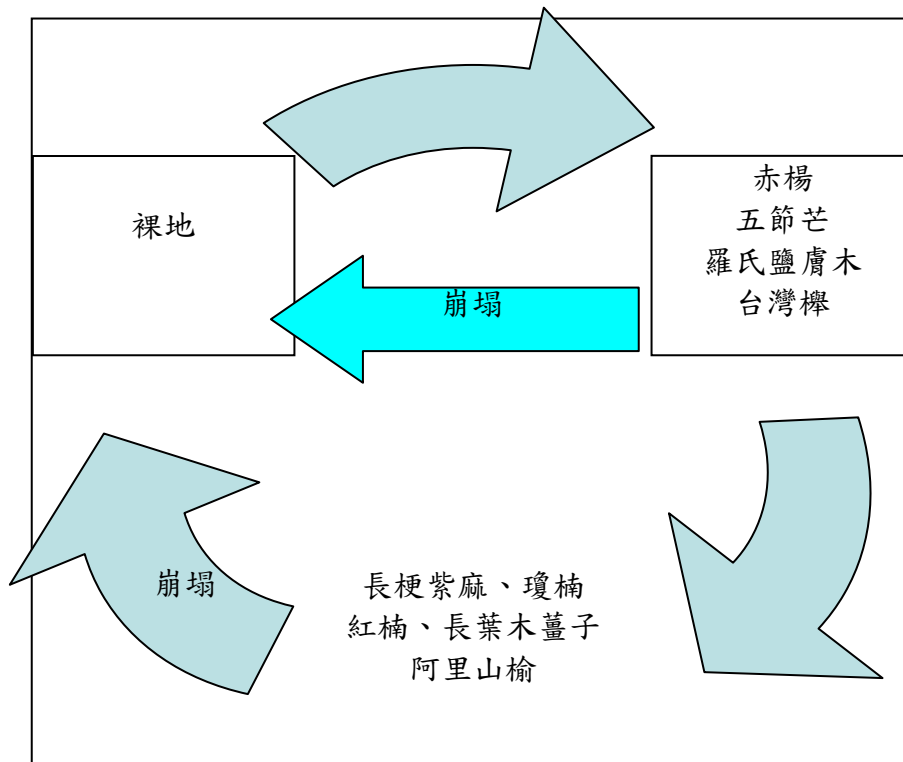 裸地
赤楊
五節芒
羅氏鹽膚木
台灣櫸
崩塌
崩塌
長梗紫麻、瓊楠
紅楠、長葉木薑子
阿里山榆